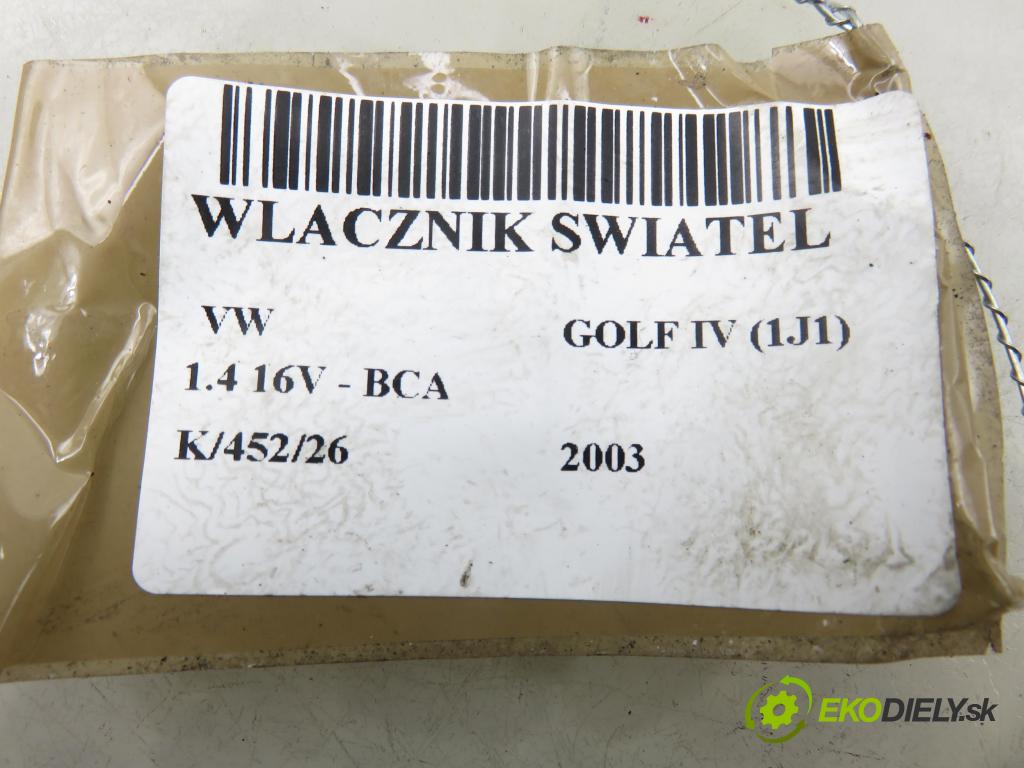 WLACZNIK SWIATEL
VW GOLF IV (1J1)
1.4 16V - BCA
K/452/26 2003
EKODIELY.sk